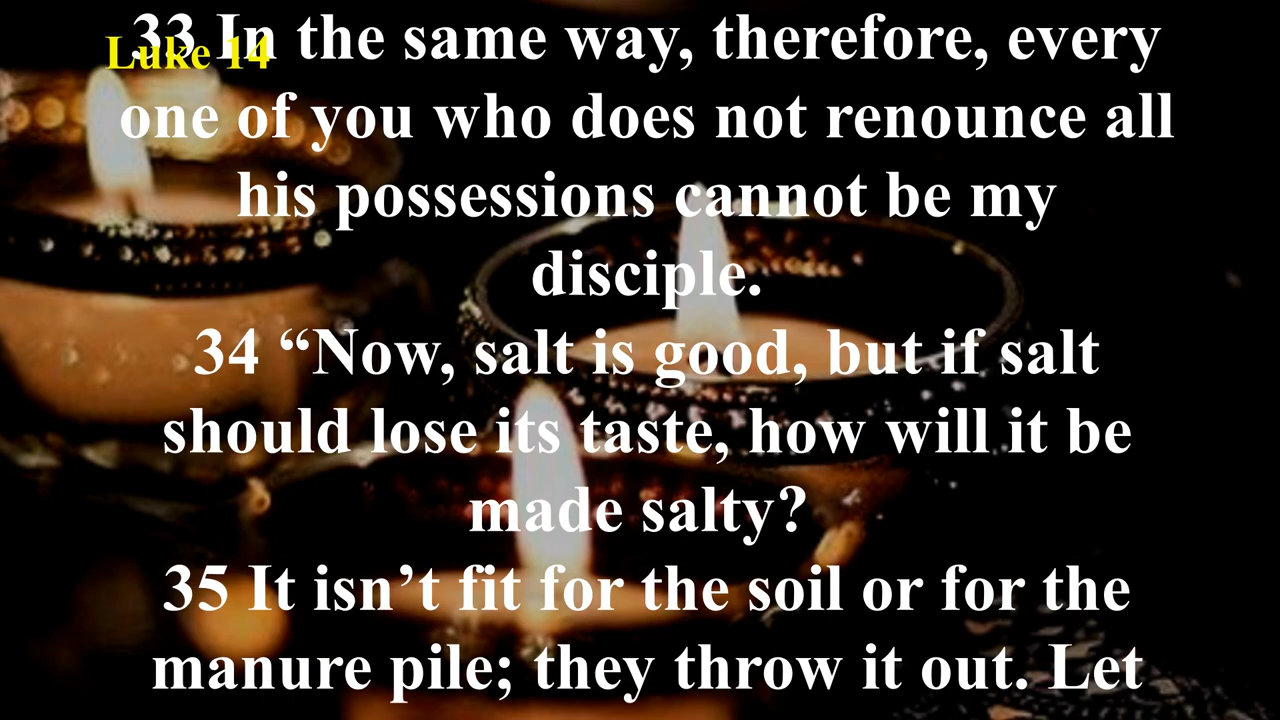 Luke 14
33 In the same way, therefore, every
one of you who does not renounce all
his possessions cannot be my
disciple.
34 “Now, salt is good, but if salt
should lose its taste, how will it be
made salty?
35 It isn’t fit for the soil or for the
manure pile; they throw it out. Let